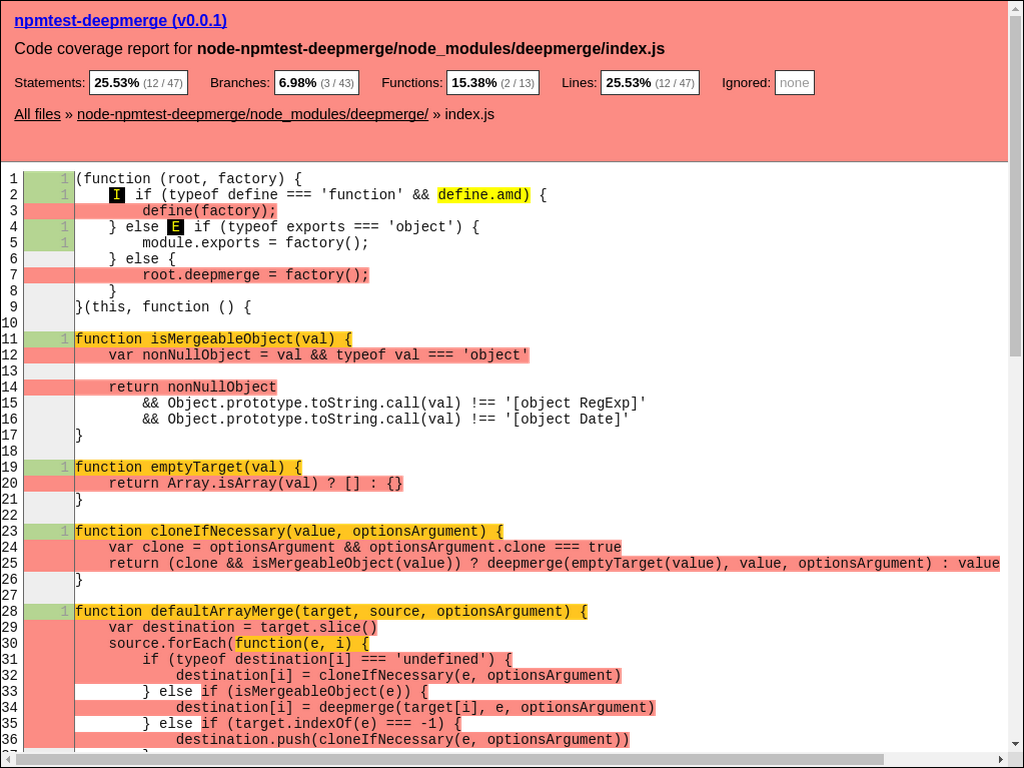 npmtest-deepmerge (v0.0.1)
Code coverage report for node-npmtest-deepmerge/node_modules/deepmerge/index.js
Statements: 25.53% (12 / 47) Branches: 6.98% (3 / 43) Functions: 15.38% (2 / 13) Lines: 25.53% (12 / 47) Ignored: none
All files » node-npmtest-deepmerge/node_modules/deepmerge/ » index.js
1 1 (function (root, factory) {
2 1 I if (typeof define === 'function' && define.amd) {
3 define(factory);
4 1 } else E if (typeof exports === 'object') {
5 1 module.exports = factory();
6 } else {
7 root.deepmerge = factory();
8 }
9 }(this, function () {
10
11 1 function isMergeableObject(val) {
12 var nonNullObject = val && typeof val === 'object'
13
14 return nonNullObject
15 && Object.prototype.toString.call(val) !== '[object RegExp]'
16 && Object.prototype.toString.call(val) !== '[object Date]'
17 }
18
19 1 function emptyTarget(val) {
20 return Array.isArray(val) ? [] : {}
21 }
22
23 1 function cloneIfNecessary(value, optionsArgument) {
24 var clone = optionsArgument && optionsArgument.clone === true
25 return (clone && isMergeableObject(value)) ? deepmerge(emptyTarget(value), value, optionsArgument) : value
26 }
27
28 1 function defaultArrayMerge(target, source, optionsArgument) {
29 var destination = target.slice()
30 source.forEach(function(e, i) {
31 if (typeof destination[i] === 'undefined') {
32 destination[i] = cloneIfNecessary(e, optionsArgument)
33 } else if (isMergeableObject(e)) {
34 destination[i] = deepmerge(target[i], e, optionsArgument)
35 } else if (target.indexOf(e) === -1) {
36 destination.push(cloneIfNecessary(e, optionsArgument))